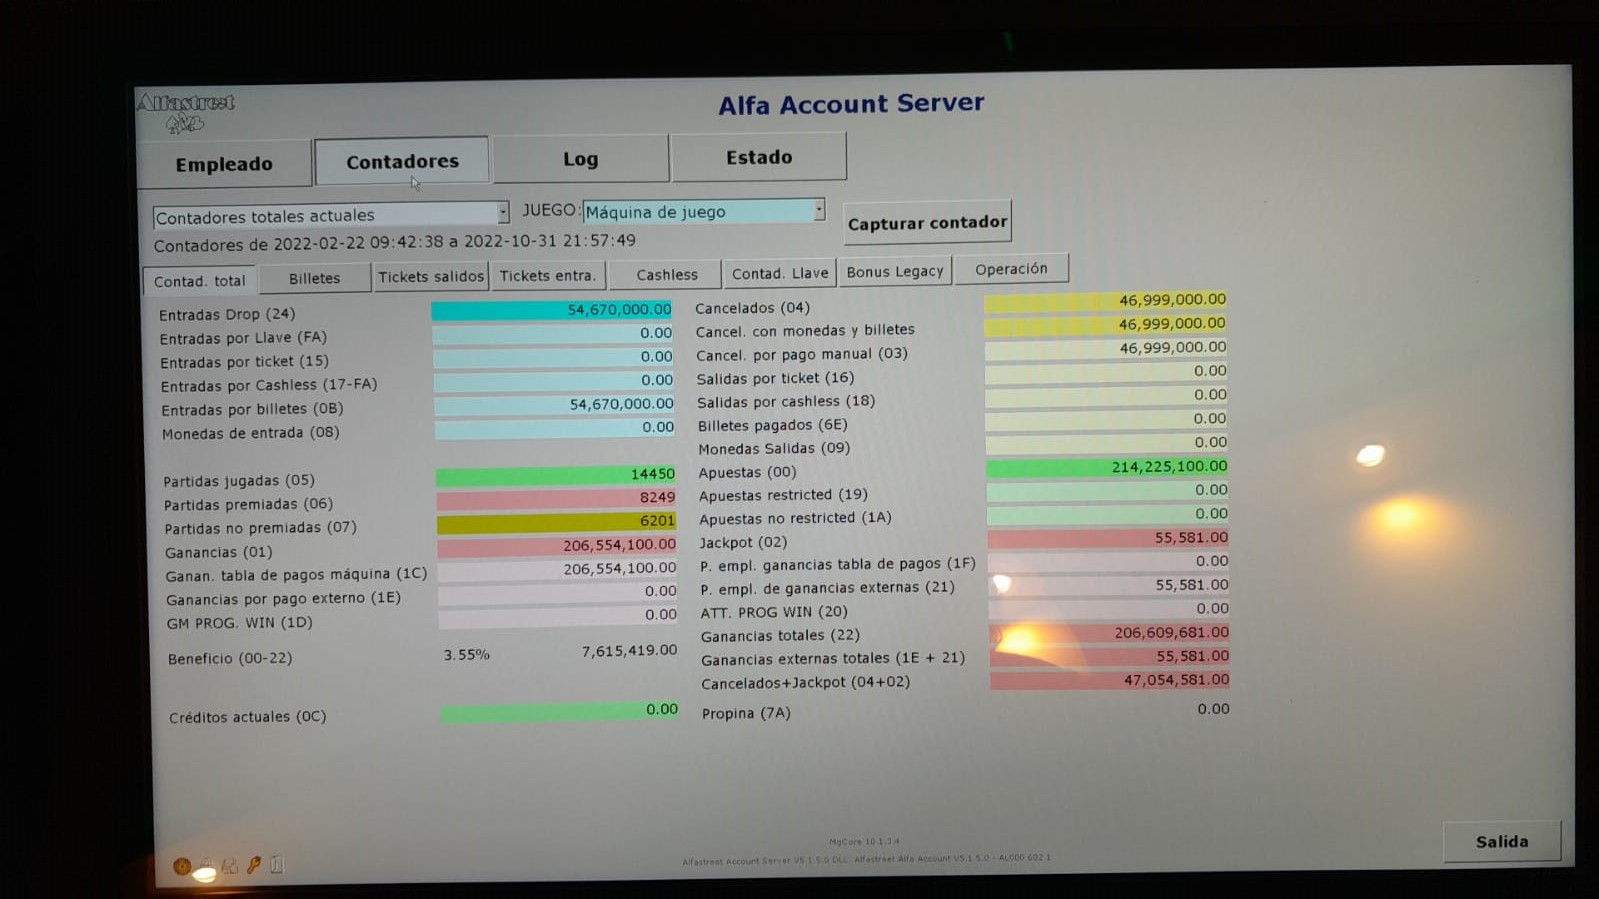 Alfastreet
Alfa Account Server
Empleado Contadores Log Estado
Contadores totales actuales JUEGO: Máquina de juego Capturar contador
Contadores de 2022-02-22 09:42:38 a 2022-10-31 21:57:49
Contad. total Billetes Tickets salidos Tickets entra. Cashless Contad. Llave Bonus Legacy Operación
Entradas Drop (24) 54,670,000.00
Entradas por Llave (FA) 0.00
Entradas por ticket (15) 0.00
Entradas por Cashless (17-FA) 0.00
Entradas por billetes (0B) 54,670,000.00
Monedas de entrada (08) 0.00
Partidas jugadas (05) 14450
Partidas premiadas (06) 8249
Partidas no premiadas (07) 6201
Ganancias (01) 206,554,100.00
Ganan. tabla de pagos máquina (1C) 206,554,100.00
Ganancias por pago externo (1E) 0.00
GM PROG. WIN (1D) 0.00
Beneficio (00-22) 3.55% 7,615,419.00
Créditos actuales (0C) 0.00
Cancelados (04) 46,999,000.00
Cancel. con monedas y billetes 46,999,000.00
Cancel. por pago manual (03) 46,999,000.00
Salidas por ticket (16) 0.00
Salidas por cashless (18) 0.00
Billetes pagados (6E) 0.00
Monedas Salidas (09) 0.00
Apuestas (00) 214,225,100.00
Apuestas restricted (19) 0.00
Apuestas no restricted (1A) 0.00
Jackpot (02) 55,581.00
P. empl. ganancias tabla de pagos (1F) 0.00
P. empl. de ganancias externas (21) 55,581.00
ATT. PROG WIN (20) 0.00
Ganancias totales (22) 206,609,681.00
Ganancias externas totales (1E + 21) 55,581.00
Cancelados+Jackpot (04+02) 47,054,581.00
Propina (7A) 0.00
Salida
MgCore 10.1.3.4
Alfastreet Account Server V5.1.5.0 DLL: Alfastreet Alfa Account V5.1.5.0 - AL000.602.1